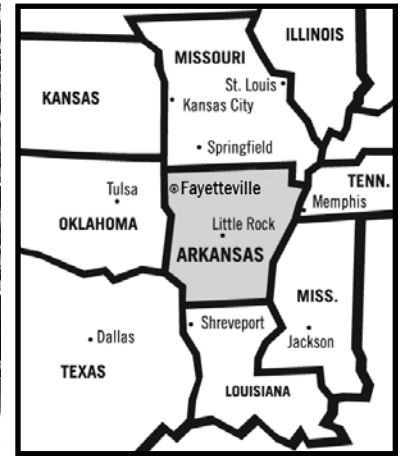 ILLINOIS
MISSOURI
St. Louis
KANSAS
Kansas City
Springfield
TENN.
Tulsa
Fayetteville
Memphis
OKLAHOMA
Little Rock
ARKANSAS
MISS.
Shreveport
Dallas
Jackson
TEXAS
LOUISIANA